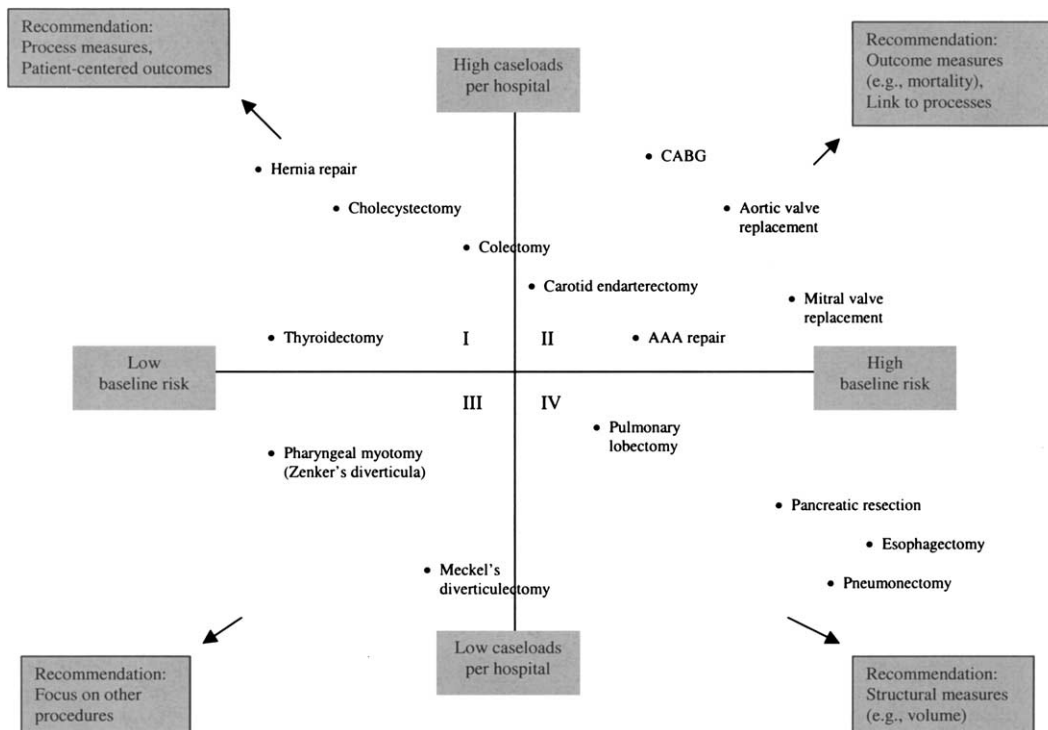 Recommendation:
Process measures,
Patient-centered outcomes
High caseloads
per hospital
Recommendation:
Outcome measures
(e.g., mortality),
Link to processes
CABG
Hernia repair
Cholecystectomy
Aortic valve
replacement
Colectomy
Carotid endarterectomy
Mitral valve
replacement
Thyroidectomy
I
II
AAA repair
Low
baseline risk
High
baseline risk
III
IV
Pulmonary
lobectomy
Pharyngeal myotomy
(Zenker's diverticula)
Pancreatic resection
Esophagectomy
Meckel's
diverticulectomy
Pneumonectomy
Low caseloads
per hospital
Recommendation:
Focus on other
procedures
Recommendation:
Structural measures
(e.g., volume)